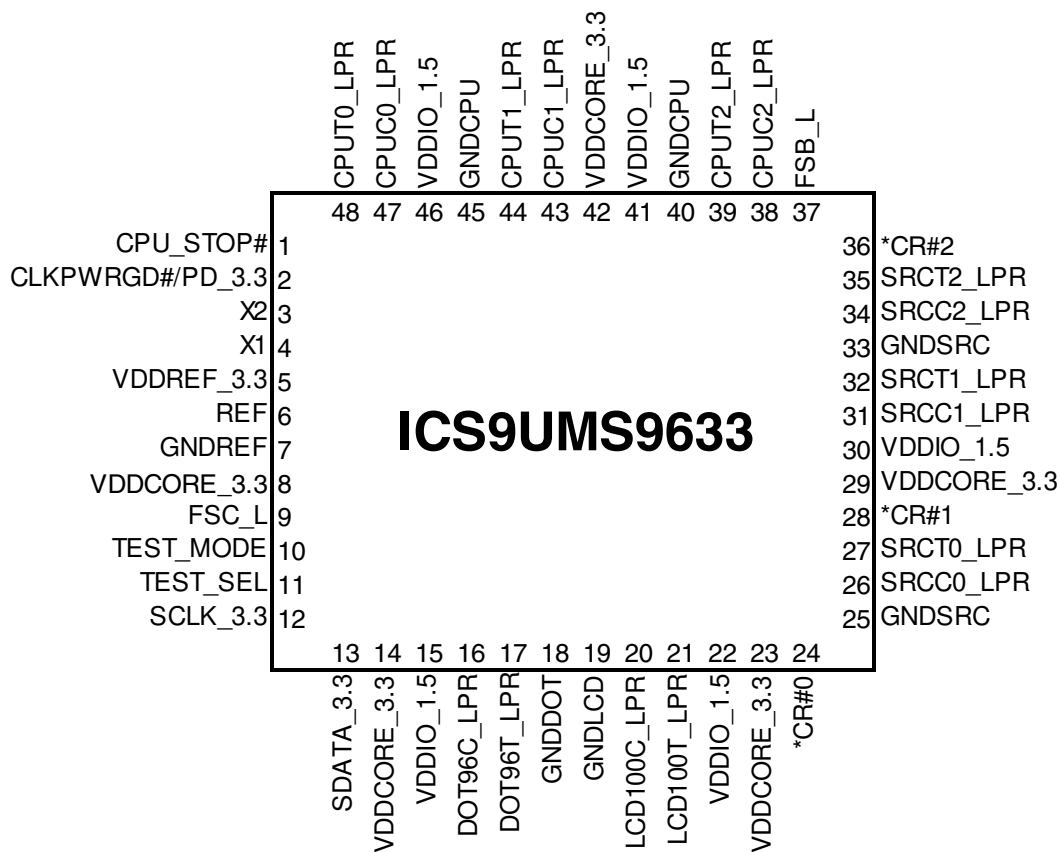 CPUT0_LPR
CPUC0_LPR
VDDIO_1.5
GNDCPU
CPUT1_LPR
CPUC1_LPR
VDDCORE_3.3
VDDIO_1.5
GNDCPU
CPUT2_LPR
CPUC2_LPR
FSB_L
48 47 46 45 44 43 42 41 40 39 38 37
CPU_STOP# 1
CLKPWRGD#/PD_3.3 2
X2 3
X1 4
VDDREF_3.3 5
REF 6
GNDREF 7
VDDCORE_3.3 8
FSC_L 9
TEST_MODE 10
TEST_SEL 11
SCLK_3.3 12
ICS9UMS9633
36 *CR#2
35 SRCT2_LPR
34 SRCC2_LPR
33 GNDSRC
32 SRCT1_LPR
31 SRCC1_LPR
30 VDDIO_1.5
29 VDDCORE_3.3
28 *CR#1
27 SRCT0_LPR
26 SRCC0_LPR
25 GNDSRC
13 14 15 16 17 18 19 20 21 22 23 24
SDATA_3.3
VDDCORE_3.3
VDDIO_1.5
DOT96C_LPR
DOT96T_LPR
GNDDOT
GNDLCD
LCD100C_LPR
LCD100T_LPR
VDDIO_1.5
VDDCORE_3.3
*CR#0